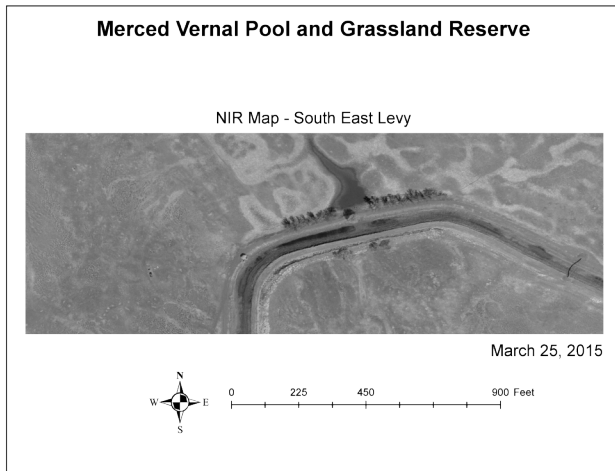 Merced Vernal Pool and Grassland Reserve
NIR Map - South East Levy
March 25, 2015
N
W E
S
0 225 450 900 Feet